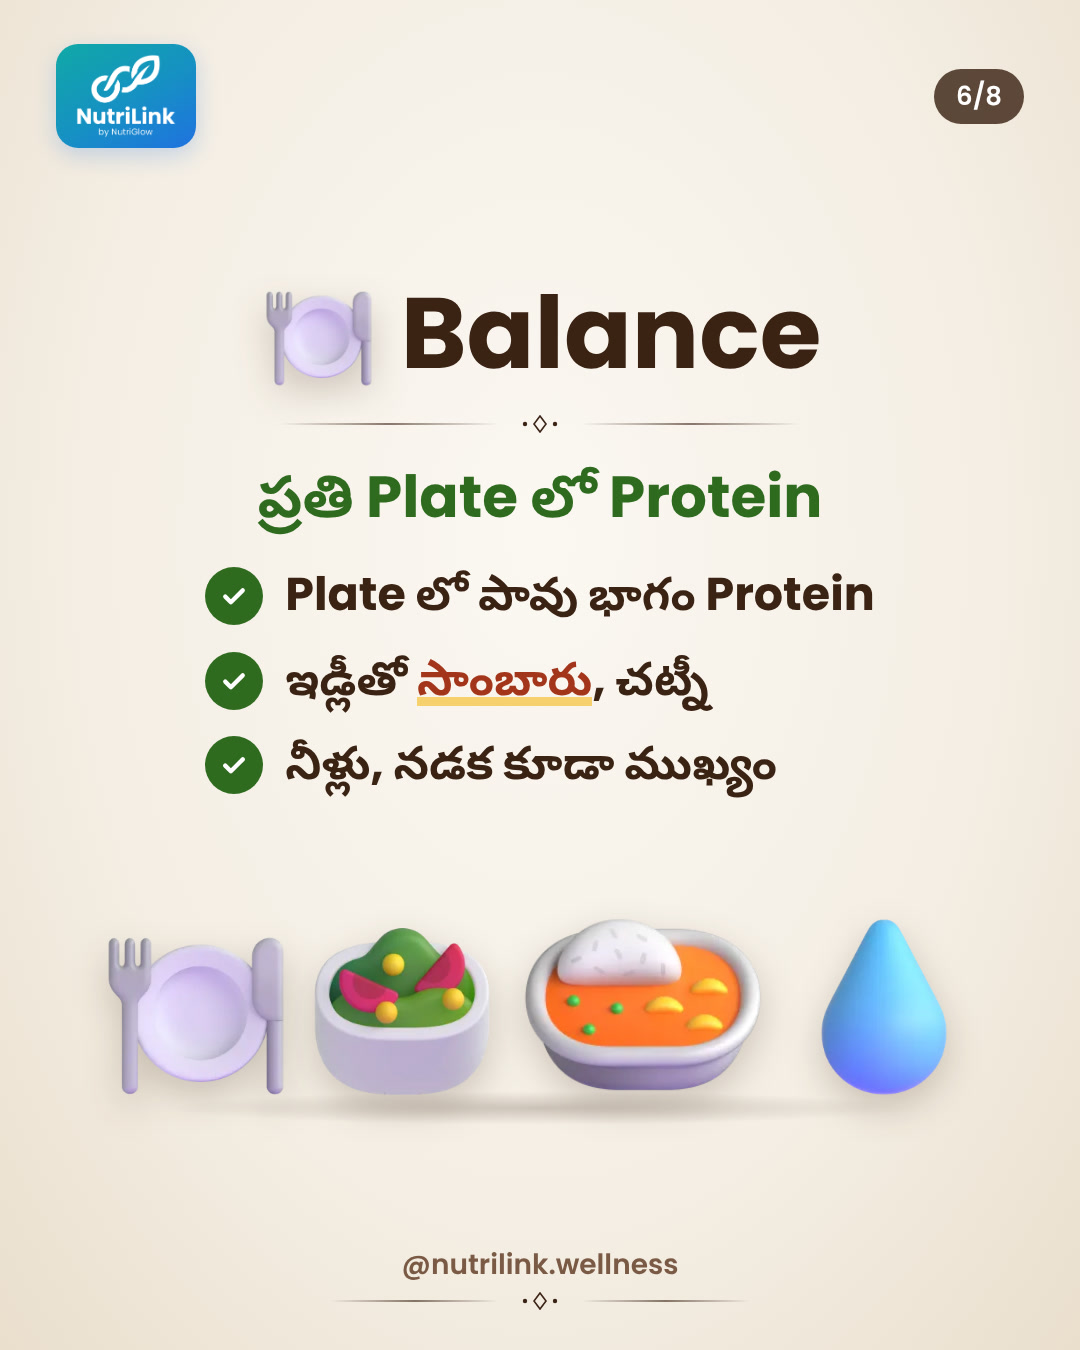 NutriLink
by NutriGlow
6/8
Balance
ప్రతి Plate లో Protein
Plate లో పావు భాగం Protein
ఇడ్లీతో సాంబారు, చట్నీ
నీళ్లు, నడక కూడా ముఖ్యం
@nutrilink.wellness